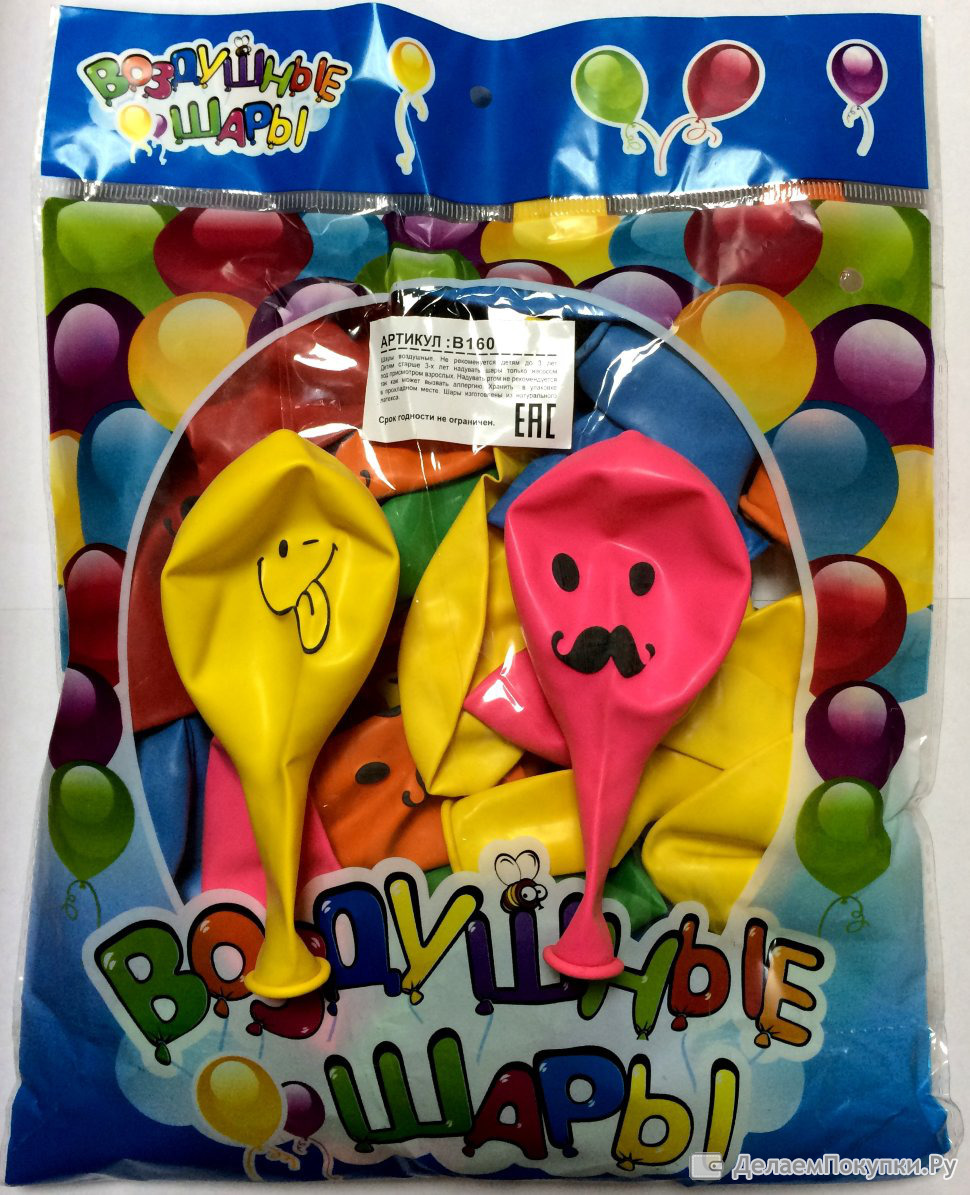 ВОЗДУШНЫЕ
ШАРЫ
АРТИКУЛ :В160
Шары воздушные. Не рекомендуется детям до 3 лет.
Детям старше 3-х лет надувать шары только насосом
под присмотром взрослых. Надувать ртом не рекомендуется
так как может вызвать аллергию. Хранить в упаковке
в прохладном месте. Шары изготовлены из натурального
латекса.
Срок годности не ограничен.
EAC
ВОЗДУШНЫЕ
ШАРЫ
ДелаемПокупки.Ру